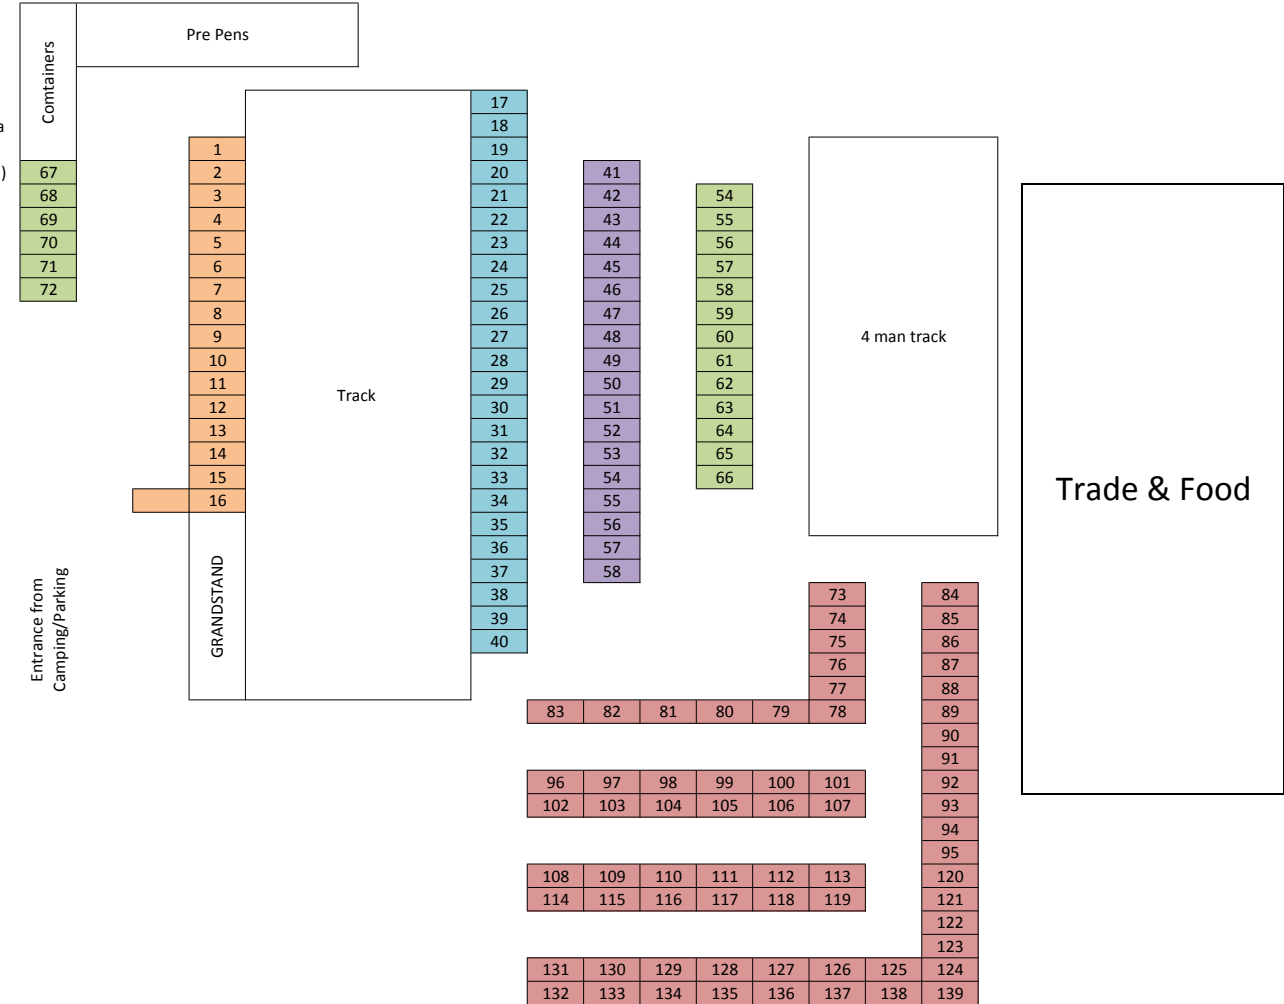 Pre Pens
Comtainers
17
18
a
1 19
) 67 2 20 41
68 3 21 42 54
69 4 22 43 55
70 5 23 44 56
71 6 24 45 57
72 7 25 46 58
8 26 47 59
9 27 48 60 4 man track
10 28 49 61
11 29 50 62
Track
12 30 51 63
13 31 52 64
14 32 53 65
15 33 54 66
Trade & Food
16 34 55
35 56
36 57
37 58
GRANDSTAND
Entrance from
Camping/Parking
38 73 84
39 74 85
40 75 86
76 87
77 88
83 82 81 80 79 78 89
90
91
96 97 98 99 100 101 92
102 103 104 105 106 107 93
94
95
108 109 110 111 112 113 120
114 115 116 117 118 119 121
122
123
131 130 129 128 127 126 125 124
132 133 134 135 136 137 138 139